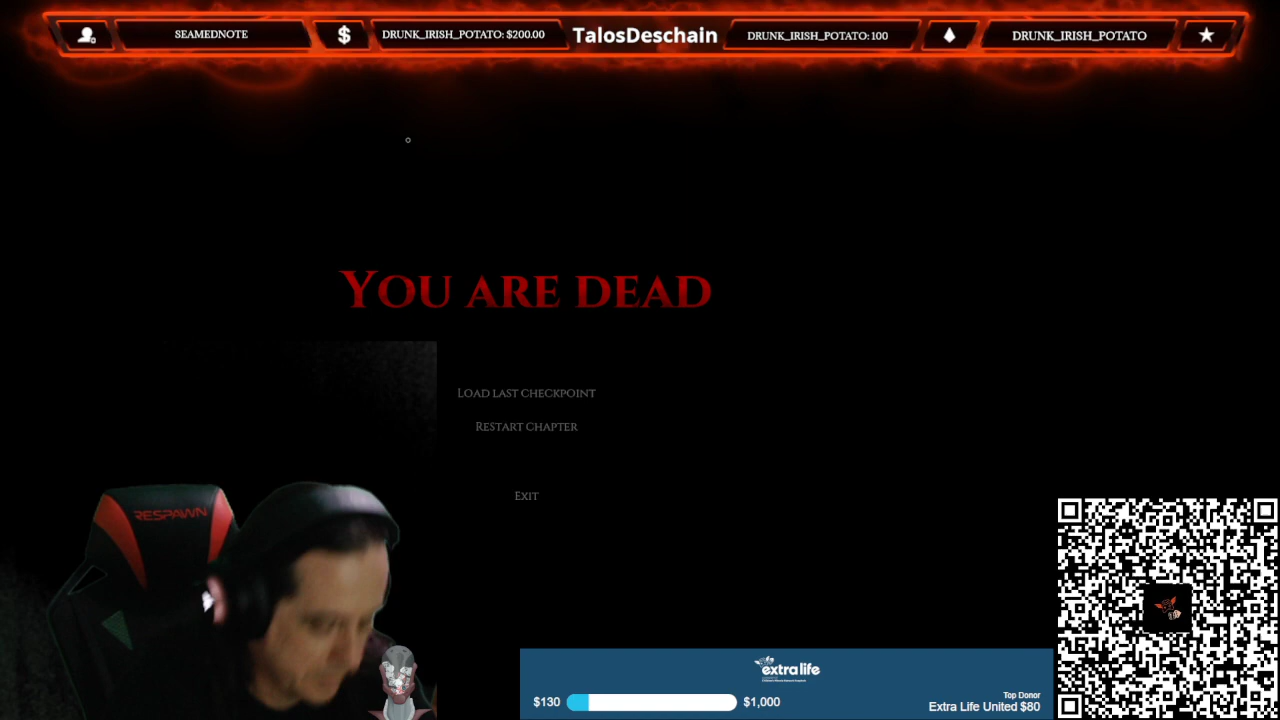 SEAMEDNOTE
$
DRUNK_IRISH_POTATO: $200.00
TalosDeschain
DRUNK_IRISH_POTATO: 100
DRUNK_IRISH_POTATO
YOU ARE DEAD
LOAD LAST CHECKPOINT
RESTART CHAPTER
EXIT
RESPAWN
extra life
$130
$1,000
Top Donor
Extra Life United $80